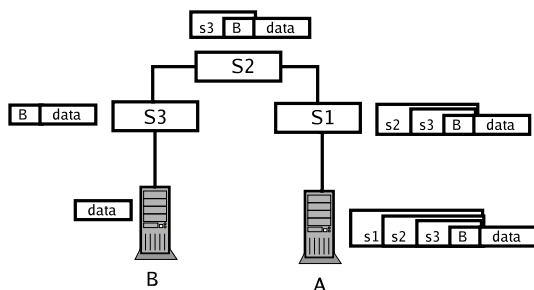 s3 B data
S2
B data
S3
S1
s2 s3 B data
data
s1 s2 s3 B data
B
A